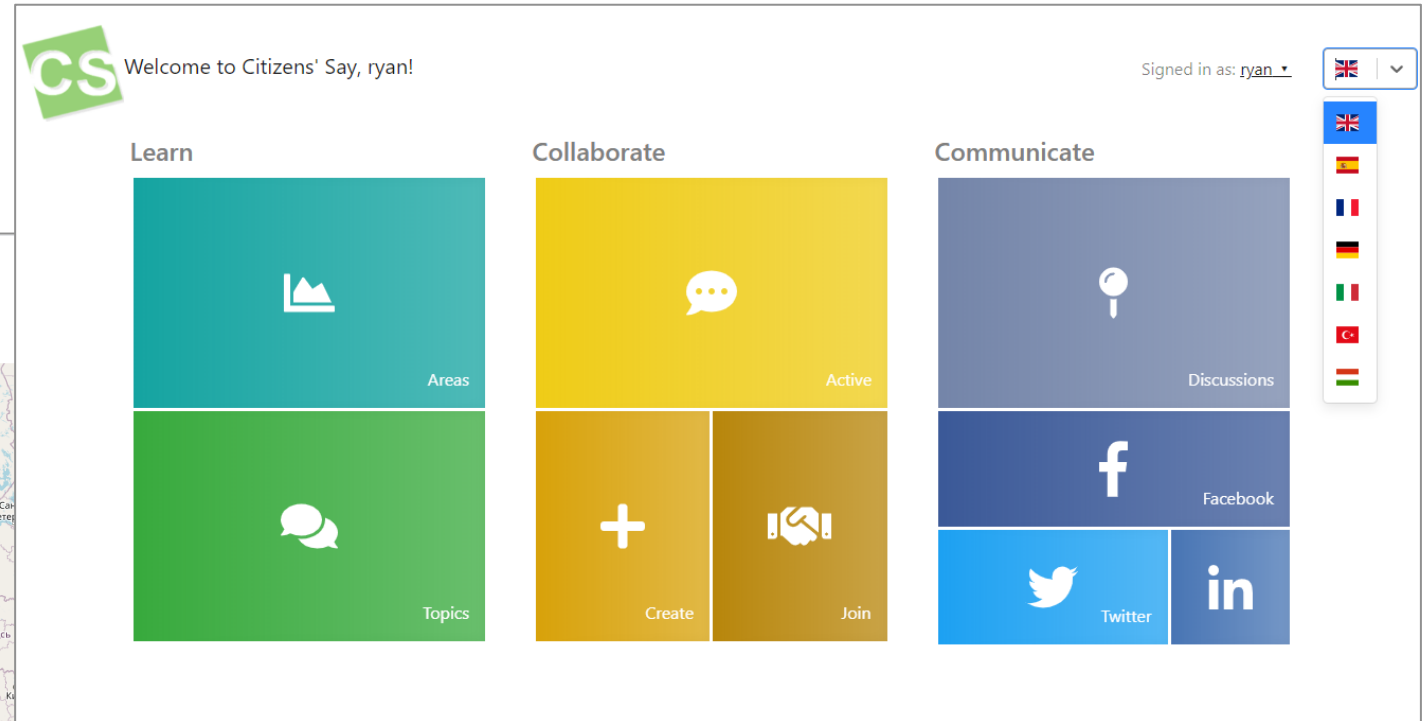 CS
Welcome to Citizens' Say, ryan!
Signed in as: ryan
Learn
Collaborate
Communicate
Areas
Active
Discussions
Facebook
Topics
Create
Join
Twitter
in